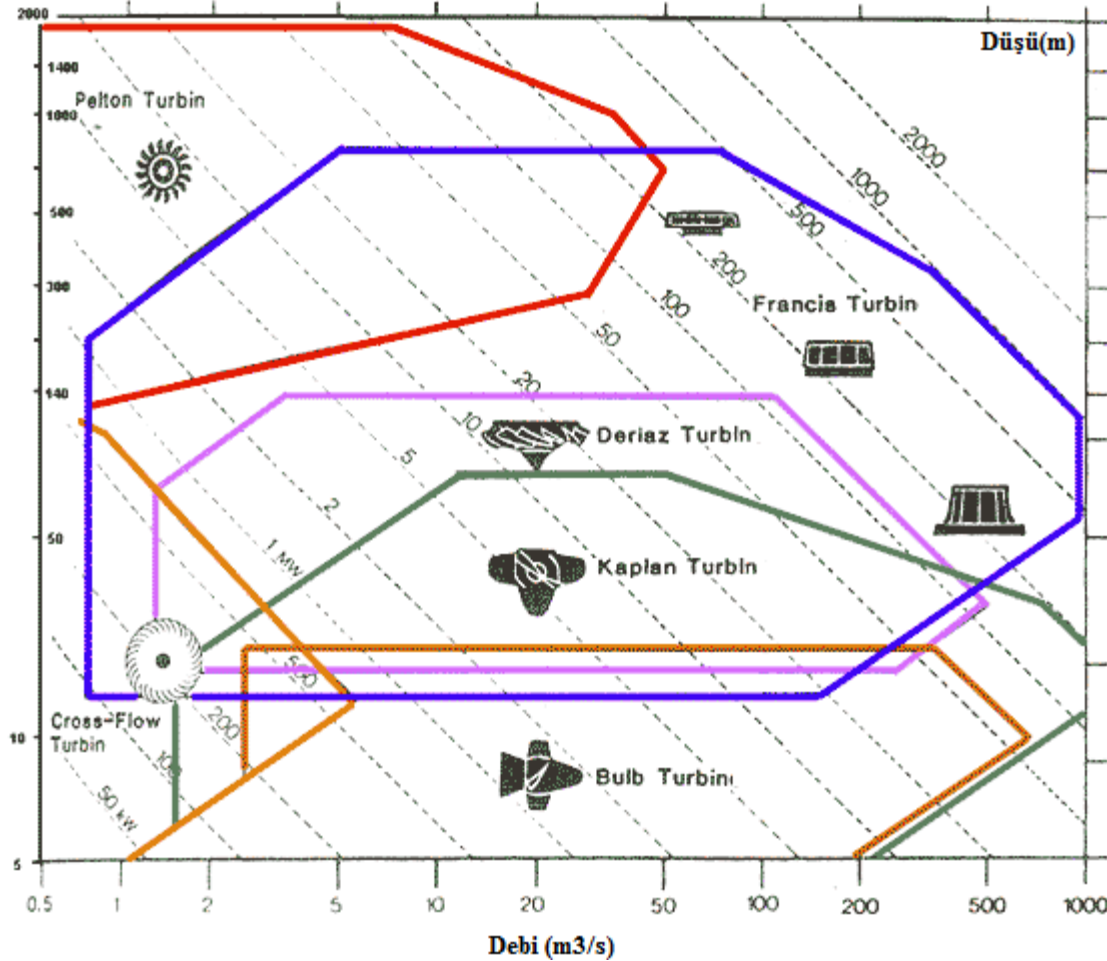 2000
Düşü(m)
1400
Pelton Turbin
1000
2000
1000
500
500
200
300
Francis Turbin
100
50
140
20
10
Deriaz Turbin
5
2
50
1 MW
Kaplan Turbin
500
200
Cross-Flow
Turbin
10
100
Bulb Turbin
50 kW
5
0.5 1 2 5 10 20 50 100 200 500 1000
Debi (m3/s)